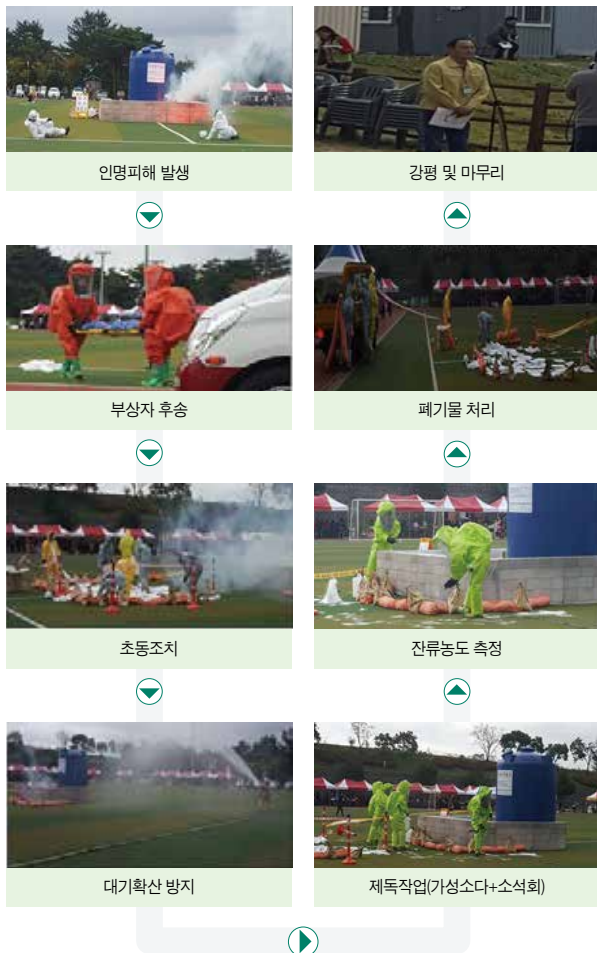 인명피해 발생
부상자 후송
초동조치
대기확산 방지
제독작업(가성소다+소석회)
잔류농도 측정
폐기물 처리
강평 및 마무리